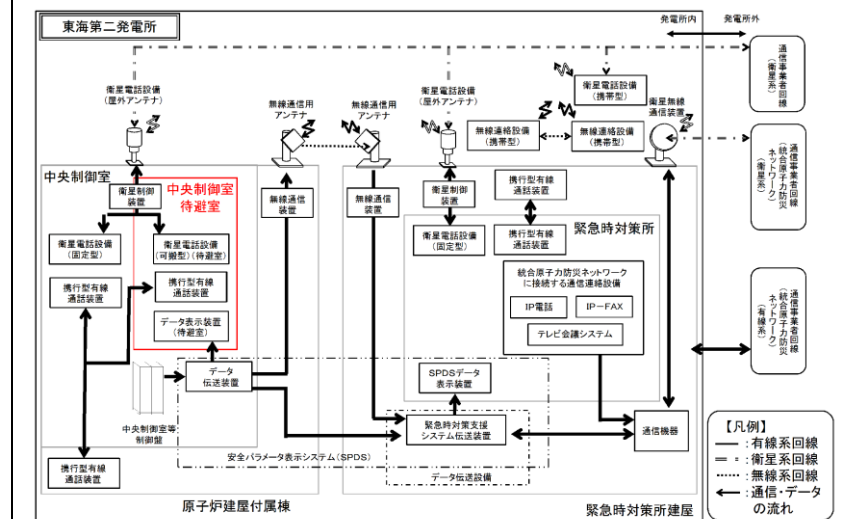 東海第二発電所
発電所内
発電所外
衛星電話設備
(屋外アンテナ)
無線通信用
アンテナ
無線通信用
アンテナ
衛星電話設備
(屋外アンテナ)
衛星電話設備
(携帯型)
無線連絡設備
(携帯型)
無線連絡設備
(携帯型)
衛星無線
通信装置
通信事業者回線
(衛星系)
通信事業者回線
(統合原子力防災
ネットワーク)
(衛星系)
通信事業者回線
(統合原子力防災
ネットワーク)
(有線系)
中央制御室
中央制御室
待避室
衛星制御
装置
衛星電話設備
(固定型)
衛星電話設備
(可搬型)(待避室)
携行型有線
通話装置
携行型有線
通話装置
データ表示装置
(待避室)
データ
伝送装置
中央制御室等
制御盤
携行型有線
通話装置
無線通信
装置
無線通信
装置
衛星制御
装置
衛星電話設備
(固定型)
携行型有線
通話装置
携行型有線
通話装置
緊急時対策所
統合原子力防災ネットワーク
に接続する通信連絡設備
IP電話
IP-FAX
テレビ会議システム
SPDSデータ
表示装置
緊急時対策支援
システム伝送装置
通信機器
安全パラメータ表示システム(SPDS)
データ伝送設備
原子炉建屋付属棟
緊急時対策所建屋
【凡例】
:有線系回線
:衛星系回線
:無線系回線
:通信・データ
の流れ